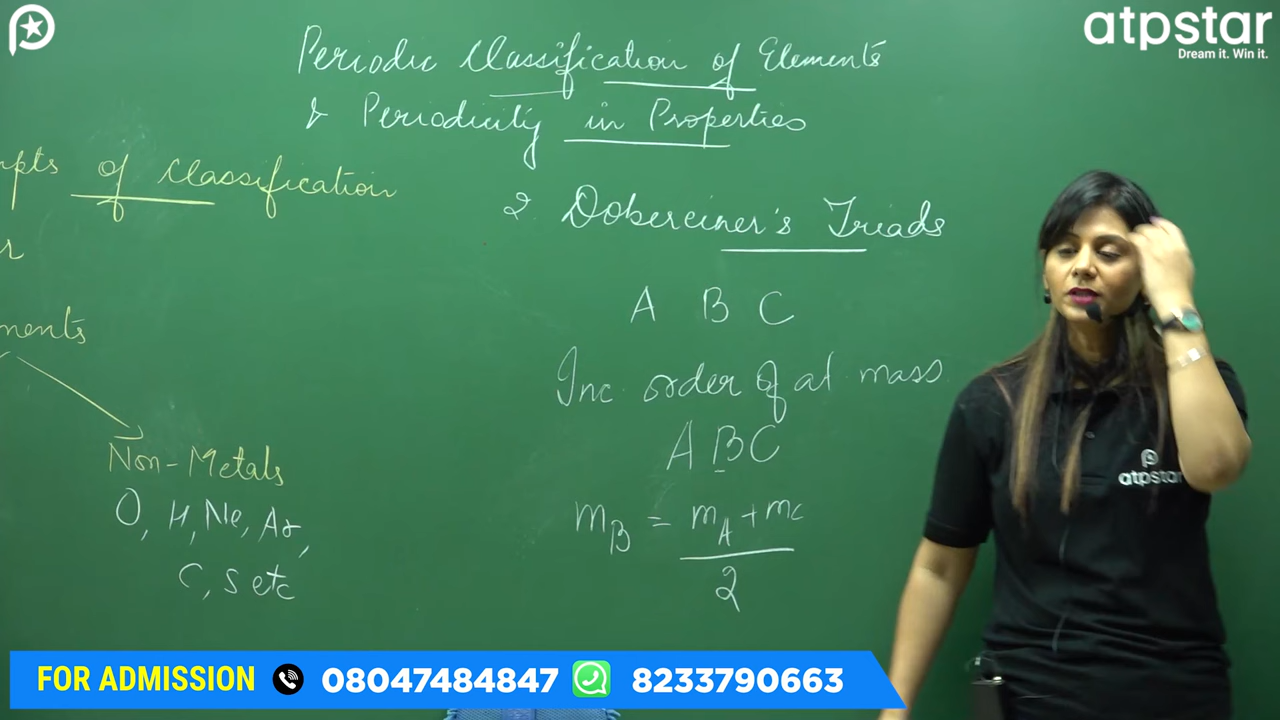 atpstar
Dream it. Win it.
Periodic Classification of Elements
& Periodicity in Properties
mpts of Classification
r
ments
Non-Metals
O, H, Ne, Ar,
C, S etc
2. Dobereiner's Triads
A B C
Inc. order of at mass
A B C
mB = mA + mC
2
atpstar
FOR ADMISSION 08047484847 8233790663